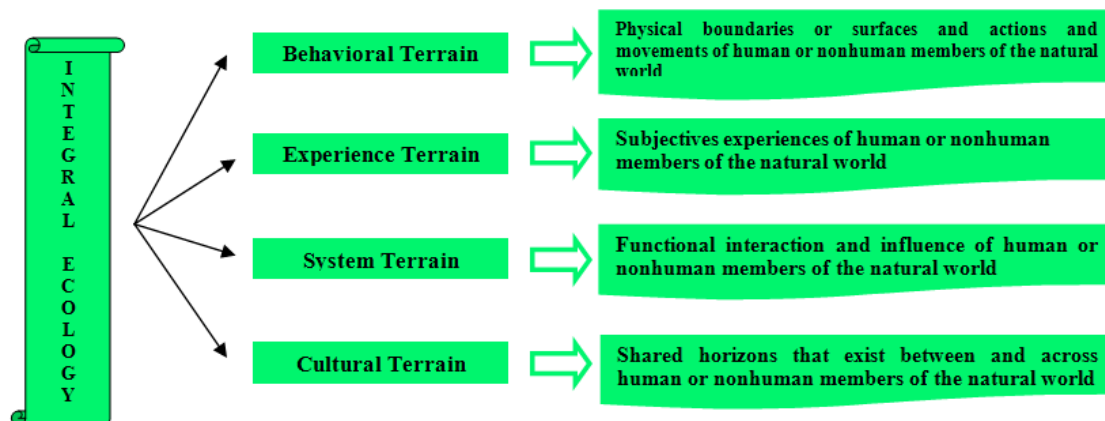 INTEGRAL ECOLOGY
Behavioral Terrain
Physical boundaries or surfaces and actions and
movements of human or nonhuman members of the natural
world
Experience Terrain
Subjectives experiences of human or nonhuman
members of the natural world
System Terrain
Functional interaction and influence of human or
nonhuman members of the natural world
Cultural Terrain
Shared horizons that exist between and across
human or nonhuman members of the natural world